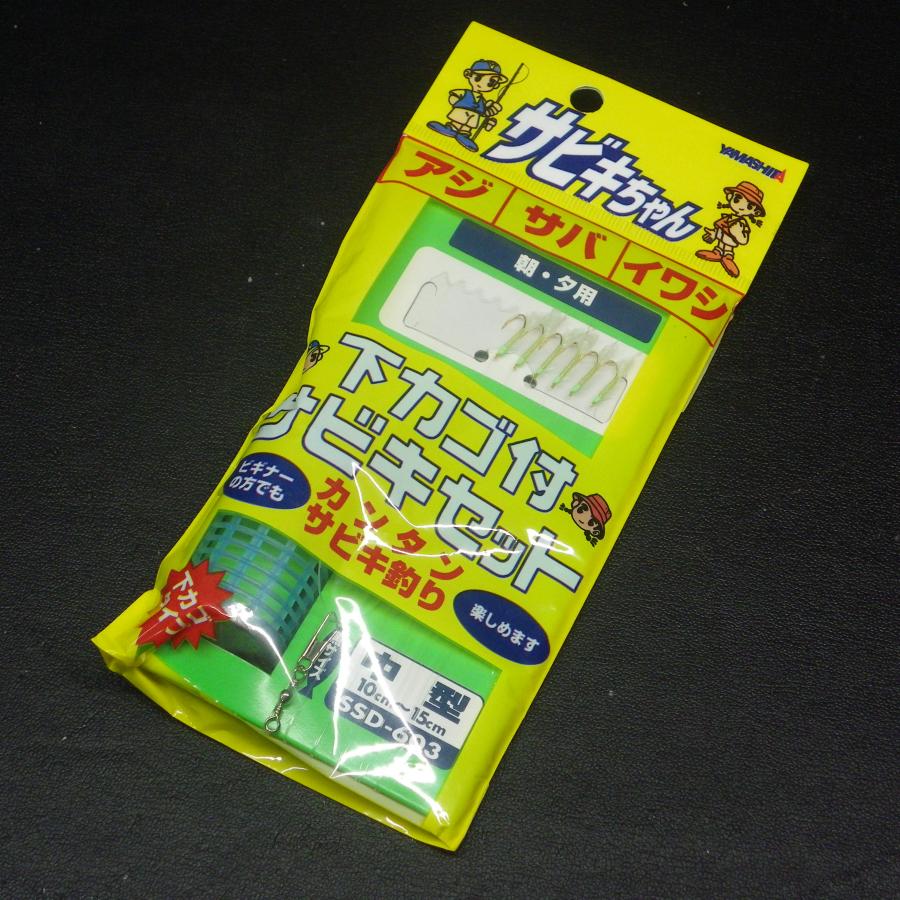 サビキちゃん
YAMASHITA
アジ サバ イワシ
朝・夕用
下カゴ付
サビキセット
ビギナー
の方でも
カンタン
サビキ釣り
楽しめます
下カゴ
中型
10cm～15cm
SSD-603